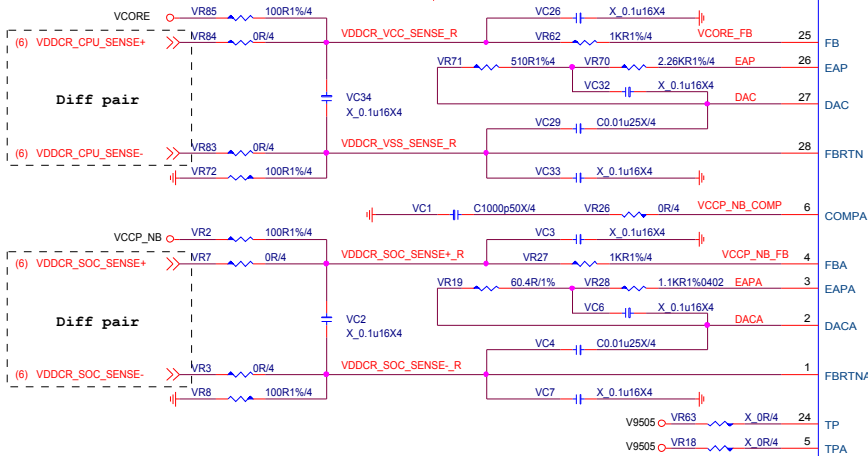 VCORE VR85 100R1%/4 VC26 X_0.1u16X4
(6) VDDCR_CPU_SENSE+ VR84 0R/4 VDDCR_VCC_SENSE_R VR62 1KR1%/4 VCORE_FB 25 FB
VR71 510R1%4 VR70 2.26KR1%/4 EAP 26 EAP
Diff pair VC34 X_0.1u16X4 VC32 X_0.1u16X4 DAC 27 DAC
VC29 C0.01u25X/4
(6) VDDCR_CPU_SENSE- VR83 0R/4 VDDCR_VSS_SENSE_R 28 FBRTN
VR72 100R1%/4 VC33 X_0.1u16X4
VC1 C1000p50X/4 VR26 0R/4 VCCP_NB_COMP 6 COMPA
VCCP_NB VR2 100R1%/4 VC3 X_0.1u16X4
(6) VDDCR_SOC_SENSE+ VR7 0R/4 VDDCR_SOC_SENSE+_R VR27 1KR1%/4 VCCP_NB_FB 4 FBA
VR19 60.4R/1% VR28 1.1KR1%0402 EAPA 3 EAPA
Diff pair VC2 X_0.1u16X4 VC6 X_0.1u16X4 DACA 2 DACA
VC4 C0.01u25X/4
(6) VDDCR_SOC_SENSE- VR3 0R/4 VDDCR_SOC_SENSE-_R 1 FBRTNA
VR8 100R1%/4 VC7 X_0.1u16X4
V9505 VR63 X_0R/4 24 TP
V9505 VR18 X_0R/4 5 TPA